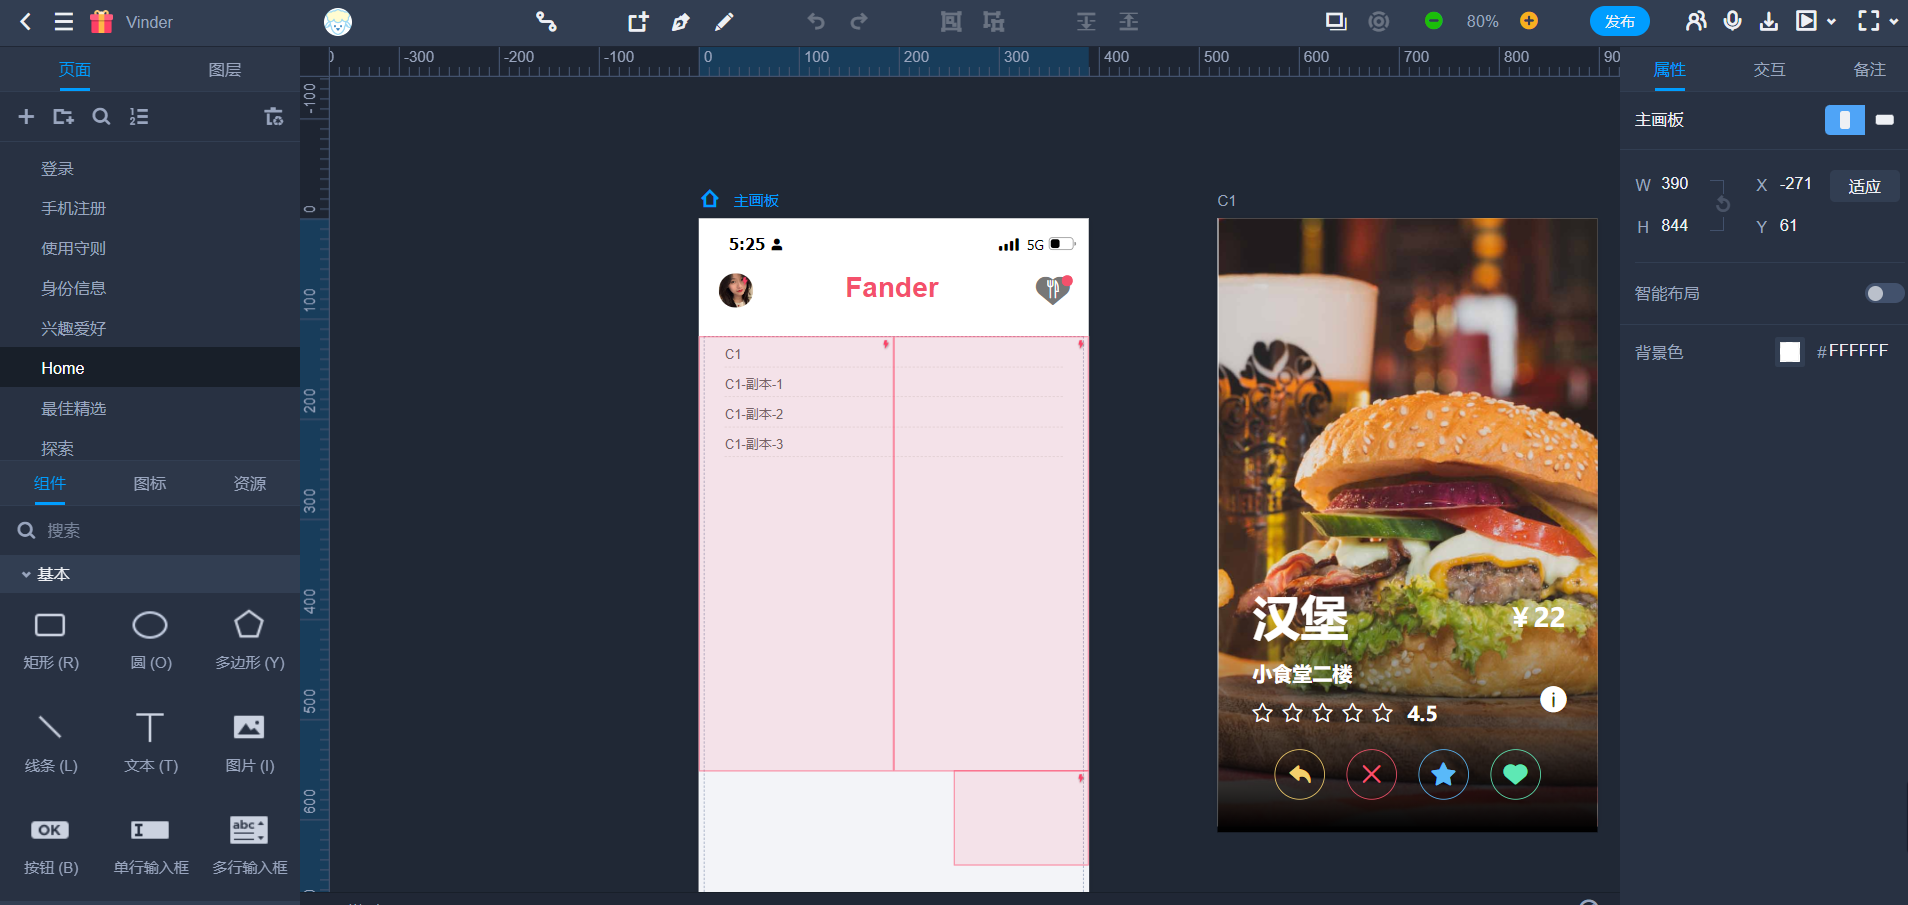 Vinder
80%
发布
页面
图层
登录
手机注册
使用守则
身份信息
兴趣爱好
Home
最佳精选
探索
组件
图标
资源
搜索
基本
矩形 (R)
圆 (O)
多边形 (Y)
线条 (L)
文本 (T)
图片 (I)
按钮 (B)
单行输入框
多行输入框
-300
-200
-100
0
100
200
300
400
500
600
700
800
90
-100
0
100
200
300
400
500
600
主画板
5:25
5G
Fander
C1
C1-副本-1
C1-副本-2
C1-副本-3
C1
汉堡
¥ 22
小食堂二楼
4.5
属性
交互
备注
主画板
W 390
X -271
适应
H 844
Y 61
智能布局
背景色
#FFFFFF